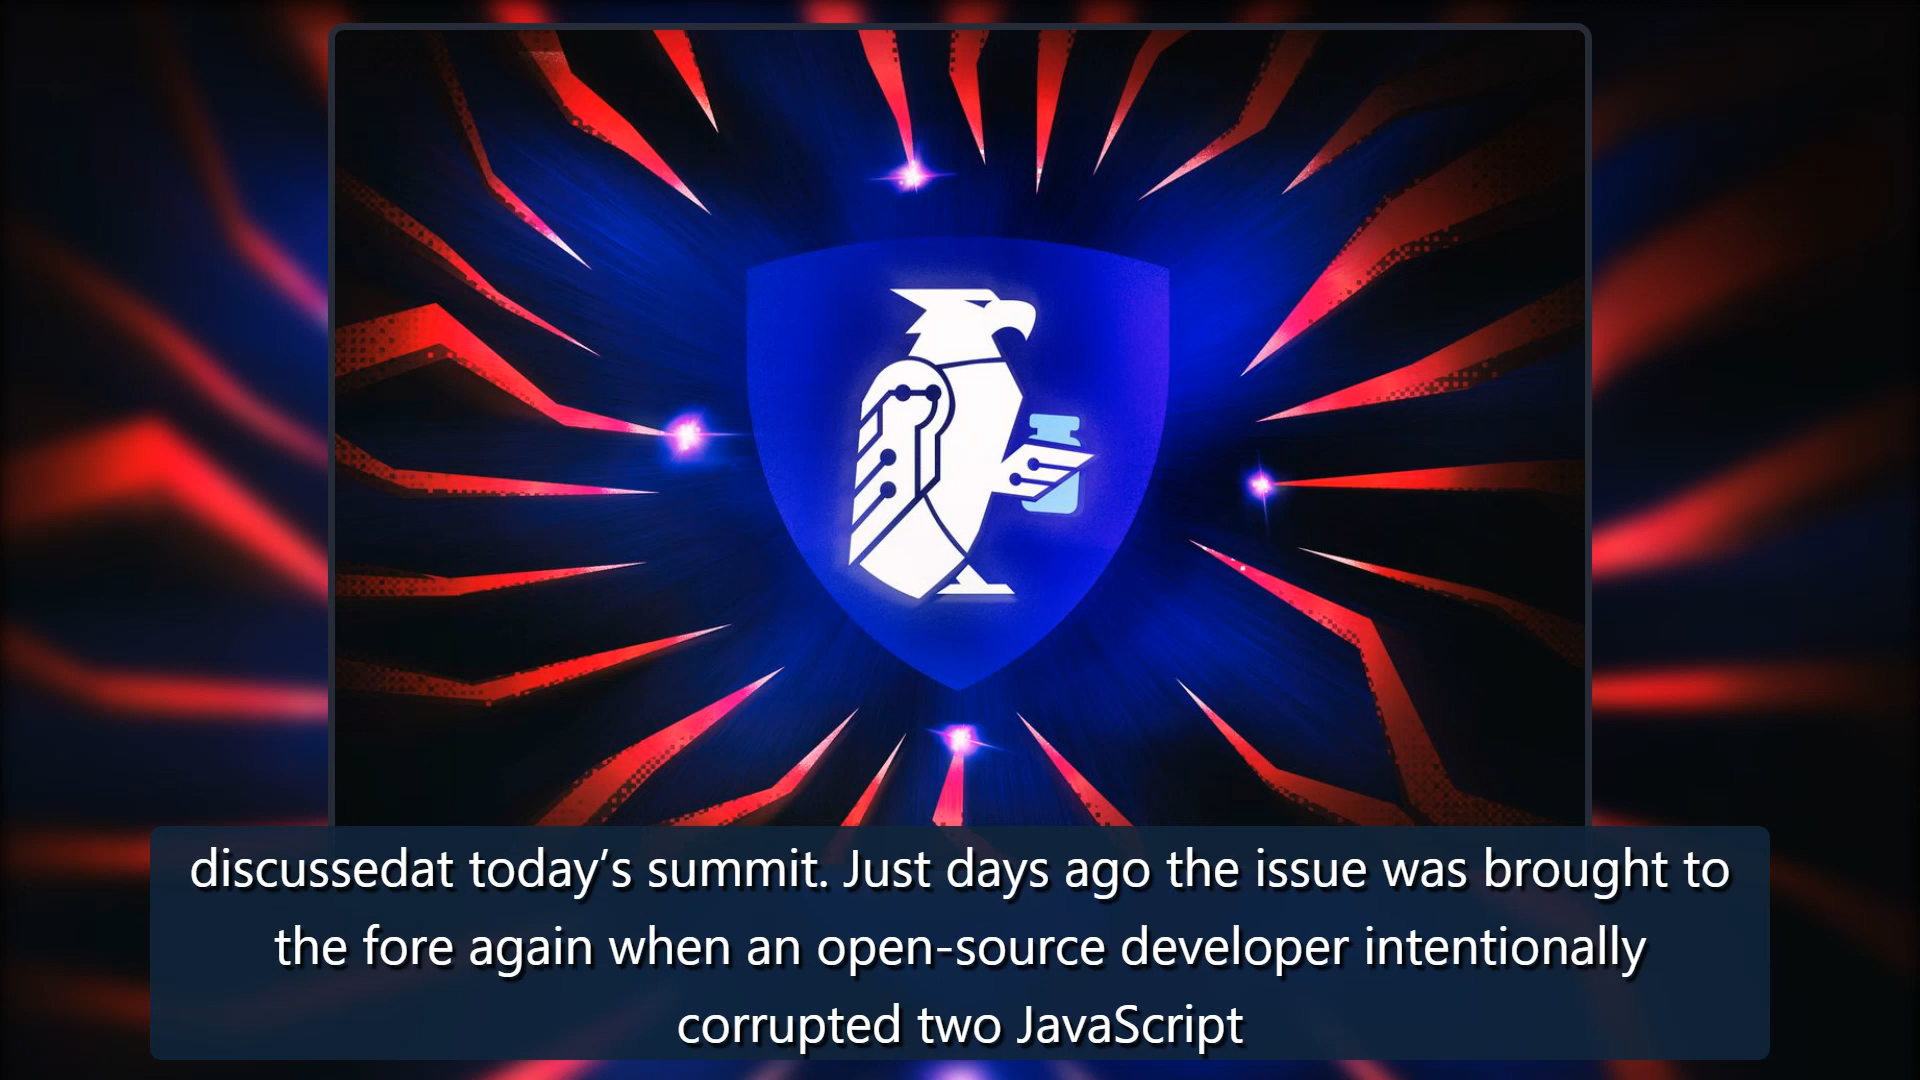 discussedat today’s summit. Just days ago the issue was brought to
the fore again when an open-source developer intentionally
corrupted two JavaScript